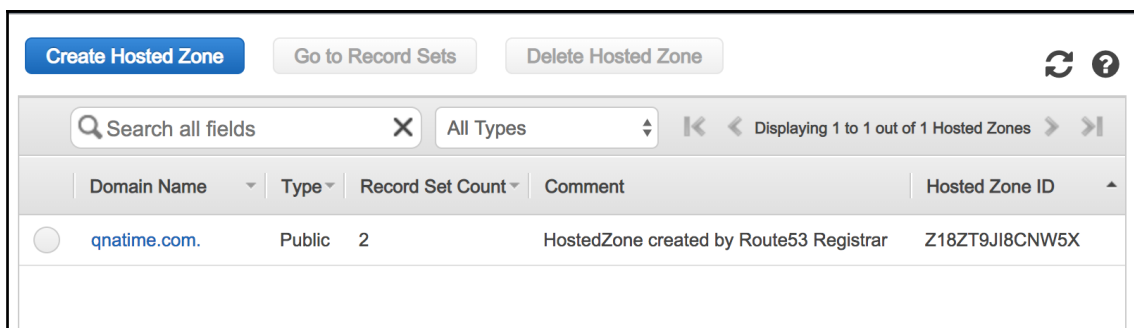 Create Hosted Zone Go to Record Sets Delete Hosted Zone
Search all fields All Types Displaying 1 to 1 out of 1 Hosted Zones
Domain Name Type Record Set Count Comment Hosted Zone ID
qnatime.com. Public 2 HostedZone created by Route53 Registrar Z18ZT9JI8CNW5X